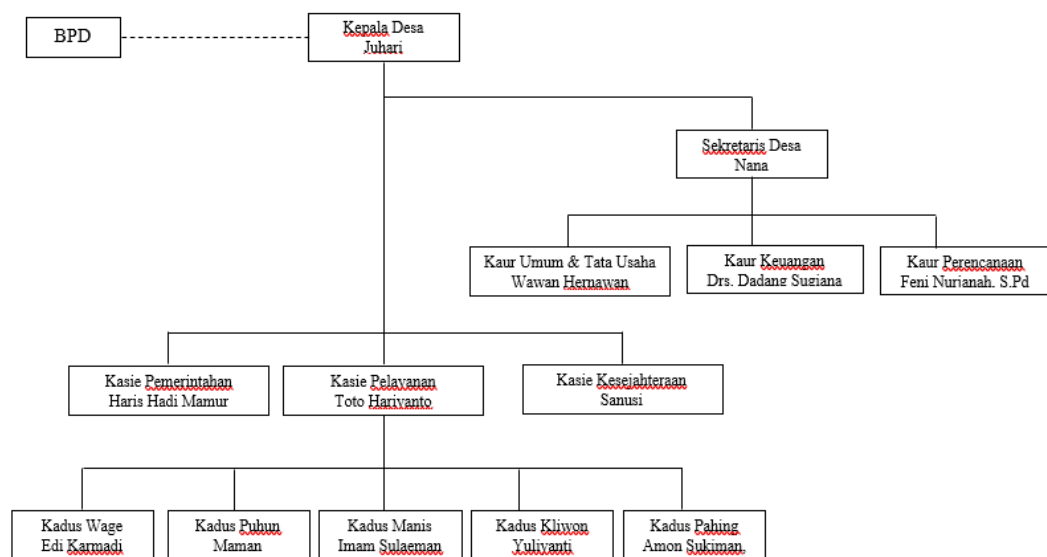 BPD
Kepala Desa
Juhari
Sekretaris Desa
Nana
Kaur Umum & Tata Usaha
Wawan Hernawan
Kaur Keuangan
Drs. Dadang Sugiana
Kaur Perencanaan
Feni Nurjanah, S.Pd
Kasie Pemerintahan
Haris Hadi Mamur
Kasie Pelayanan
Toto Hariyanto
Kasie Kesejahteraan
Sanusi
Kadus Wage
Edi Karmadi
Kadus Puhun
Maman
Kadus Manis
Imam Sulaeman
Kadus Kliwon
Yuliyanti
Kadus Pahing
Amon Sukiman